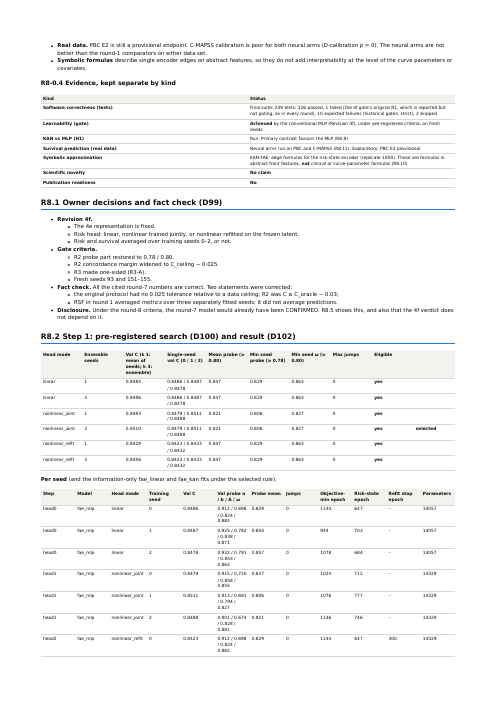 • Real data. PBC E2 is still a provisional endpoint. C-MAPSS calibration is poor for both neural arms (D-calibration p ≈ 0). The neural arms are not
better than the round-1 comparators on either data set.
• Symbolic formulas describe single encoder edges on abstract features, so they do not add interpretability at the level of the curve parameters or
covariates.
R8-0.4 Evidence, kept separate by kind
Kind Status
Software correctness (tests) Final suite: 239 tests: 226 passed, 1 failed (the 4f gate's original R1, which is reported but
not gating, as in every round), 10 expected failures (historical gates, strict), 2 skipped
Learnability (gate) Achieved by the conventional MLP (Revision 4f), under pre-registered criteria, on fresh
seeds
KAN vs MLP (H1) Run. Primary contrast favours the MLP (R8.8)
Survival prediction (real data) Neural arms run on PBC and C-MAPSS (R8.11). Exploratory; PBC E2 provisional
Symbolic approximation KAN-FAE: edge formulas for the risk-state encoder (replicate 1000). These are formulas in
abstract front features, not clinical or curve-parameter formulas (R8.10)
Scientific novelty No claim
Publication readiness No
R8.1 Owner decisions and fact check (D99)
• Revision 4f.
The 4e representation is fixed.
Risk head: linear, nonlinear trained jointly, or nonlinear refitted on the frozen latent.
Risk and survival averaged over training seeds 0–2, or not.
• Gate criteria.
R2 probe part restored to 0.78 / 0.80.
R2 concordance margin widened to C_ceiling − 0.025.
R3 made one-sided (R3-A).
Fresh seeds 93 and 151–155.
• Fact check. All the cited round-7 numbers are correct. Two statements were corrected:
the original protocol had no 0.025 tolerance relative to a data ceiling; R2 was C ≥ C_oracle − 0.03;
RSF in round 1 averaged metrics over three separately fitted seeds; it did not average predictions.
• Disclosure. Under the round-8 criteria, the round-7 model would already have been CONFIRMED. R8.5 shows this, and also that the 4f verdict does
not depend on it.
R8.2 Step 1: pre-registered search (D100) and result (D102)
Head mode Ensemble seeds Val C (k 1: mean of seeds; k 3: ensemble) Single-seed val C (0 / 1 / 2) Mean probe (≥ 0.80) Min seed probe (≥ 0.78) Min seed ω (≥ 0.80) Max jumps Eligible
linear 1 0.8484 0.8486 / 0.8487 / 0.8478 0.847 0.829 0.863 0 yes
linear 3 0.8496 0.8486 / 0.8487 / 0.8478 0.847 0.829 0.863 0 yes
nonlinear_joint 1 0.8493 0.8479 / 0.8511 / 0.8488 0.821 0.806 0.827 0 yes
nonlinear_joint 3 0.8510 0.8479 / 0.8511 / 0.8488 0.821 0.806 0.827 0 yes selected
nonlinear_refit 1 0.8429 0.8423 / 0.8433 / 0.8432 0.847 0.829 0.863 0 yes
nonlinear_refit 3 0.8456 0.8423 / 0.8433 / 0.8432 0.847 0.829 0.863 0 yes
Per seed (and the information-only fae_linear and fae_kan fits under the selected rule):
Step Model Head mode Training seed Val C Val probe a / b / A / ω Probe mean Jumps Objective-min epoch Risk-state epoch Refit stop epoch Parameters
head0 fae_mlp linear 0 0.8486 0.912 / 0.698 / 0.824 / 0.882 0.829 0 1144 647 – 14057
head0 fae_mlp linear 1 0.8487 0.925 / 0.782 / 0.838 / 0.871 0.854 0 944 703 – 14057
head0 fae_mlp linear 2 0.8478 0.932 / 0.791 / 0.843 / 0.863 0.857 0 1078 684 – 14057
head1 fae_mlp nonlinear_joint 0 0.8479 0.915 / 0.720 / 0.858 / 0.855 0.837 0 1024 712 – 14329
head1 fae_mlp nonlinear_joint 1 0.8511 0.913 / 0.691 / 0.794 / 0.827 0.806 0 1076 777 – 14329
head1 fae_mlp nonlinear_joint 2 0.8488 0.901 / 0.674 / 0.828 / 0.881 0.821 0 1146 746 – 14329
head2 fae_mlp nonlinear_refit 0 0.8423 0.912 / 0.698 / 0.824 / 0.882 0.829 0 1144 647 300 14329